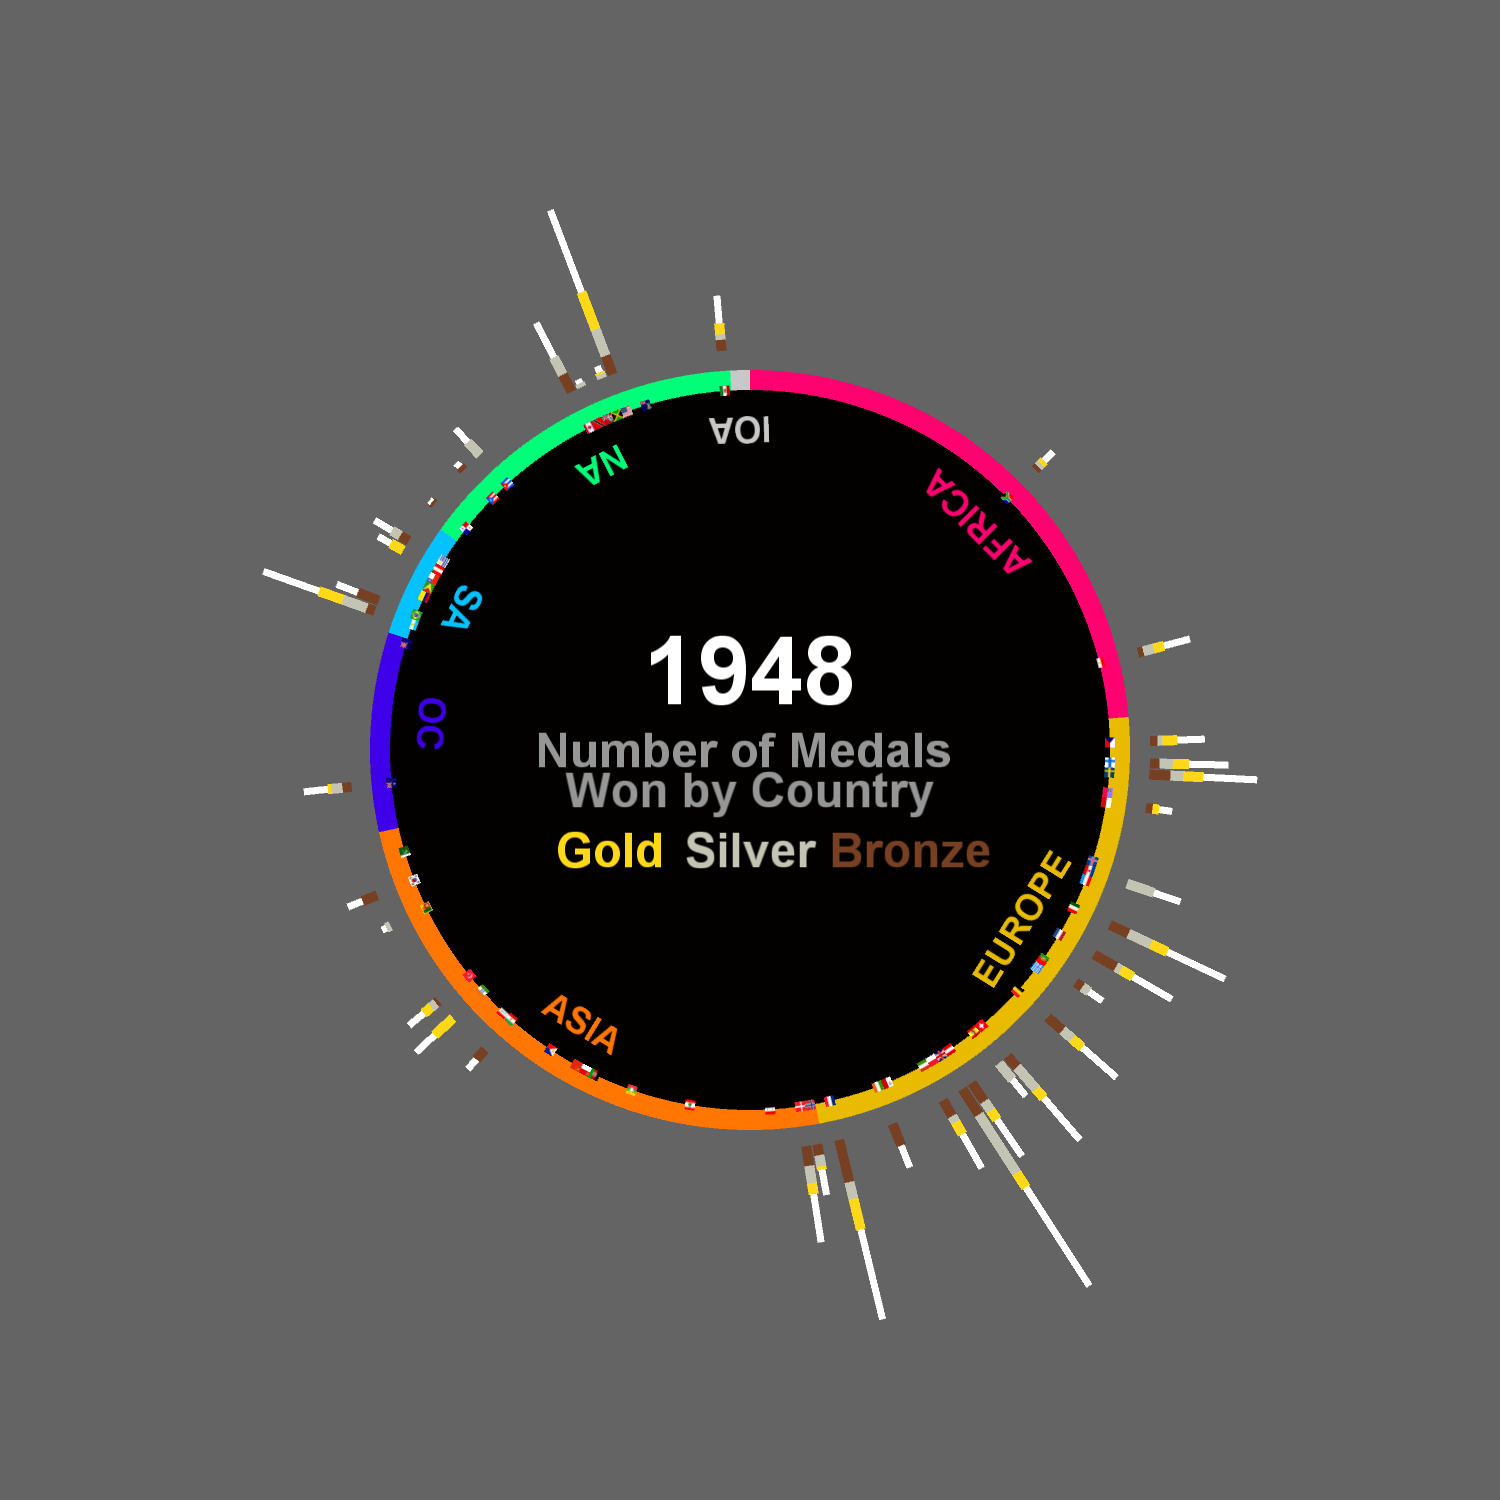 IOA
AFRICA
NA
SA
OC
1948
Number of Medals
Won by Country
Gold Silver Bronze
EUROPE
ASIA